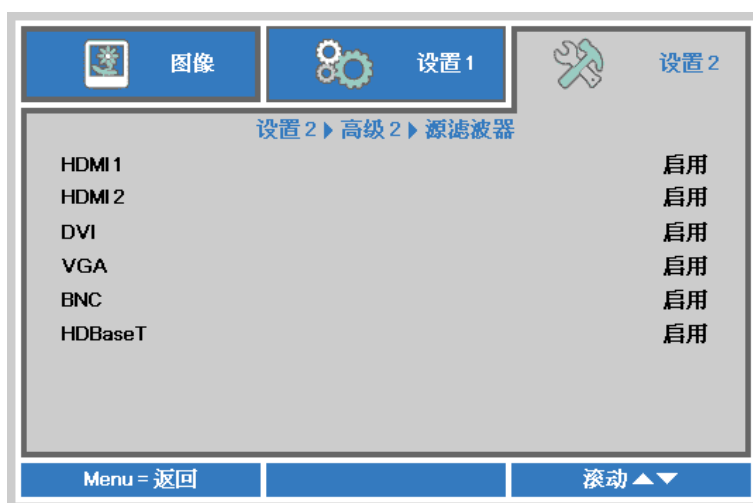 图像 设置 1 设置 2
设置 2 ▶ 高级 2 ▶ 源滤波器
HDMI 1 启用
HDMI 2 启用
DVI 启用
VGA 启用
BNC 启用
HDBaseT 启用
Menu = 返回 滚动 ▲▼